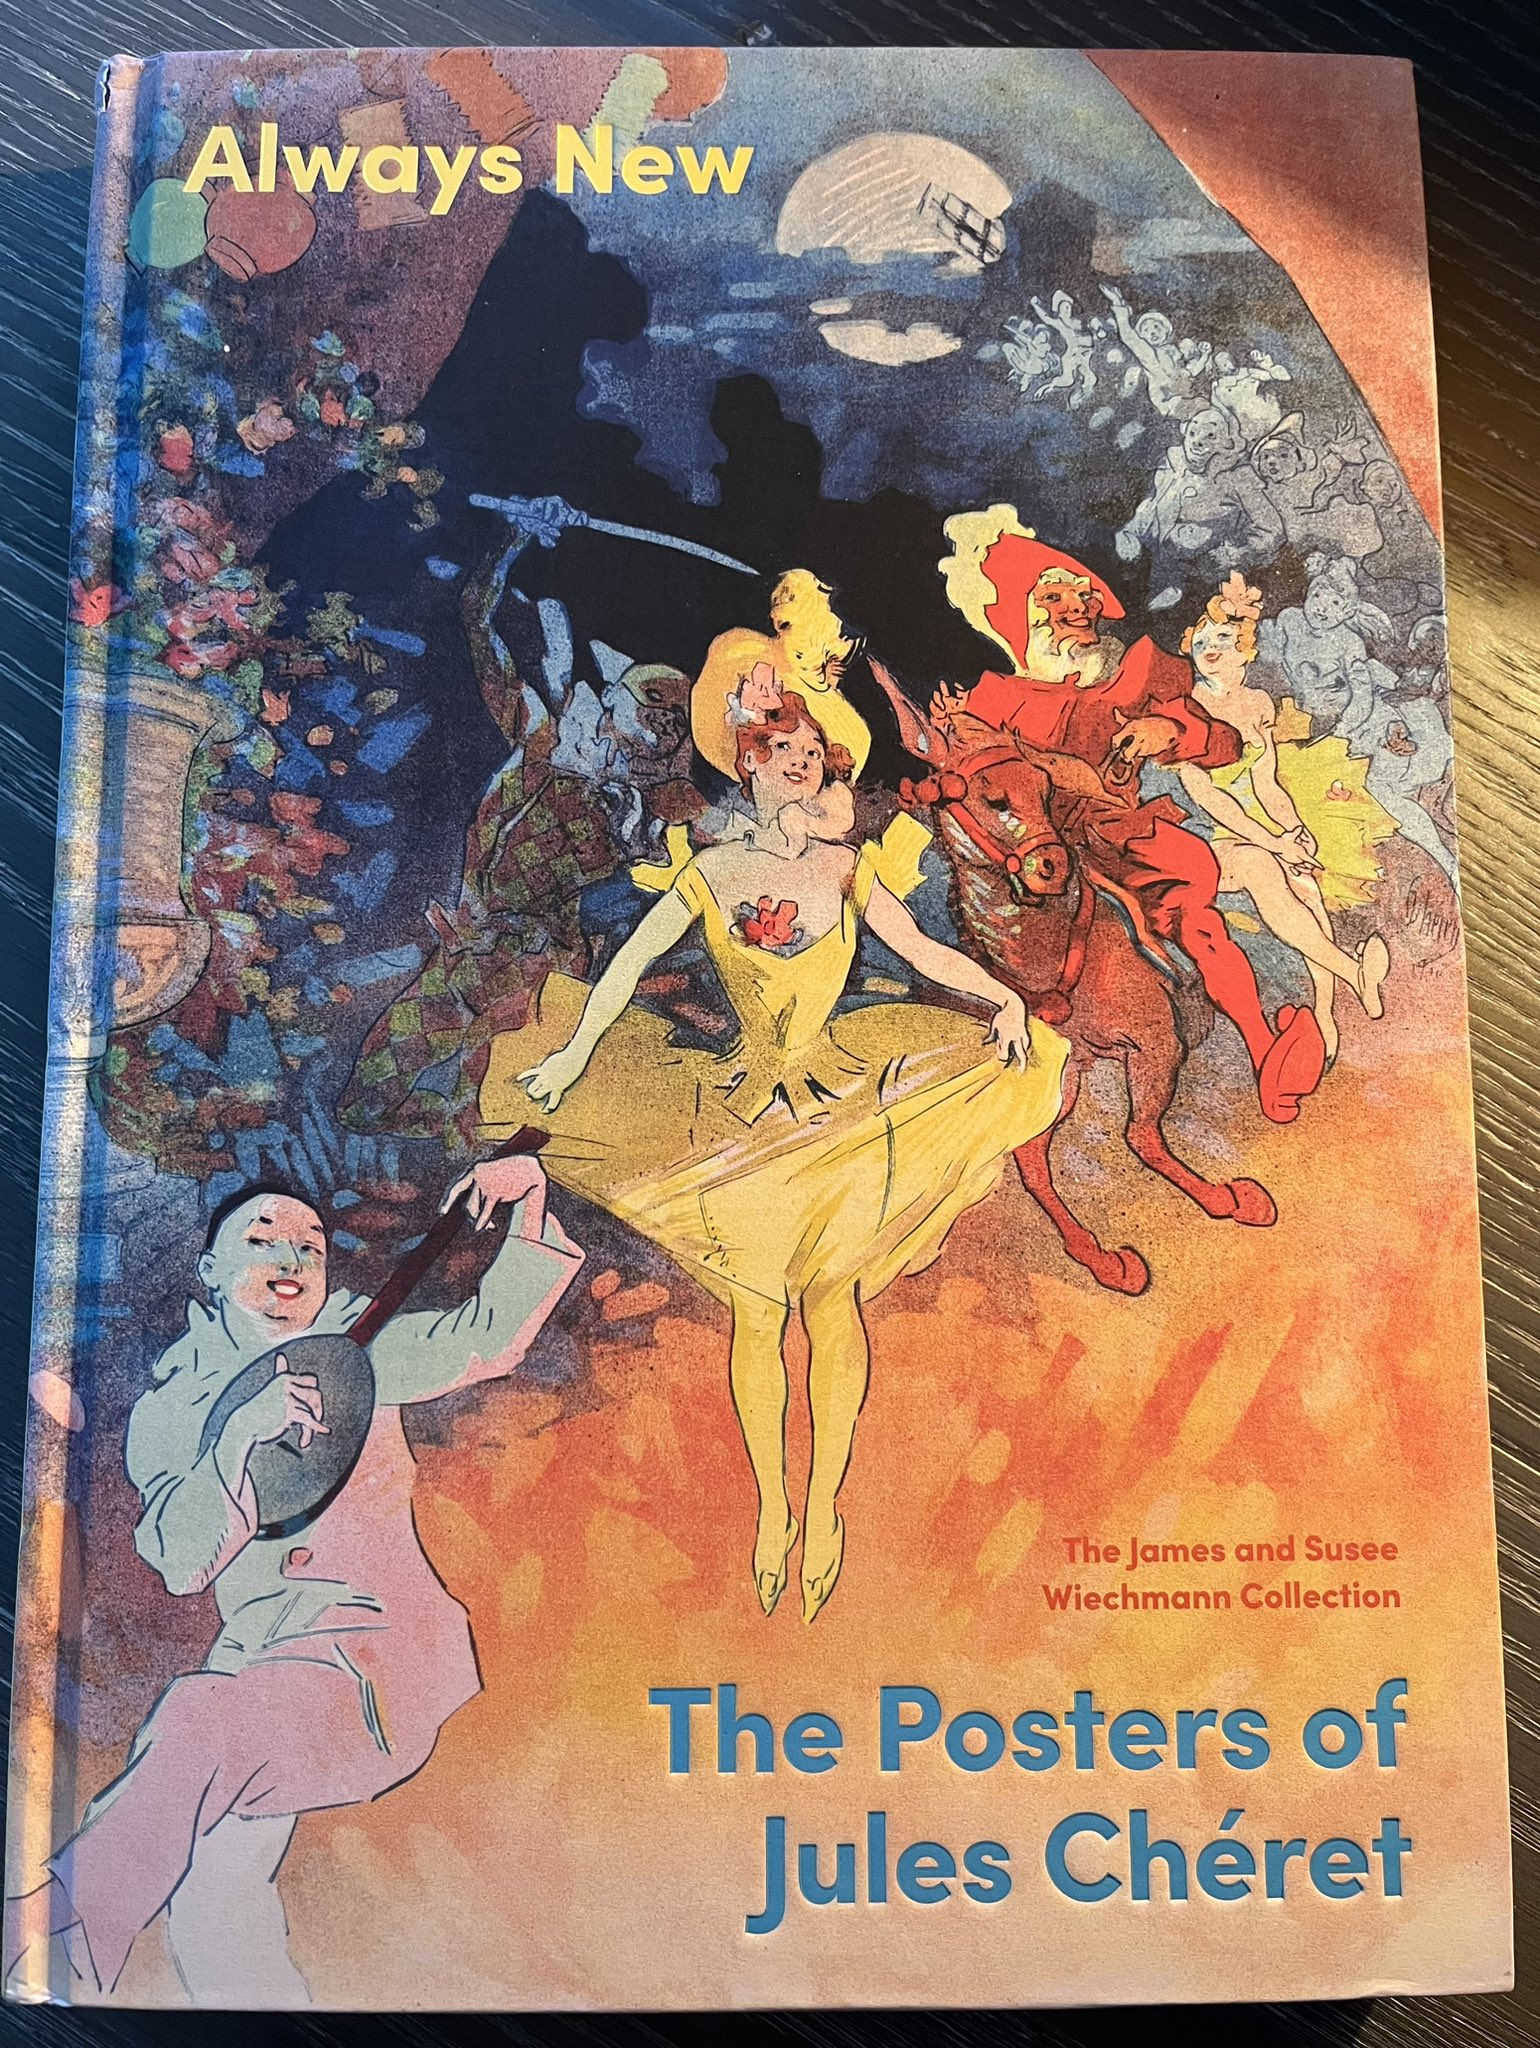 Always New
The James and Susee
Wiechmann Collection
The Posters of
Jules Chéret